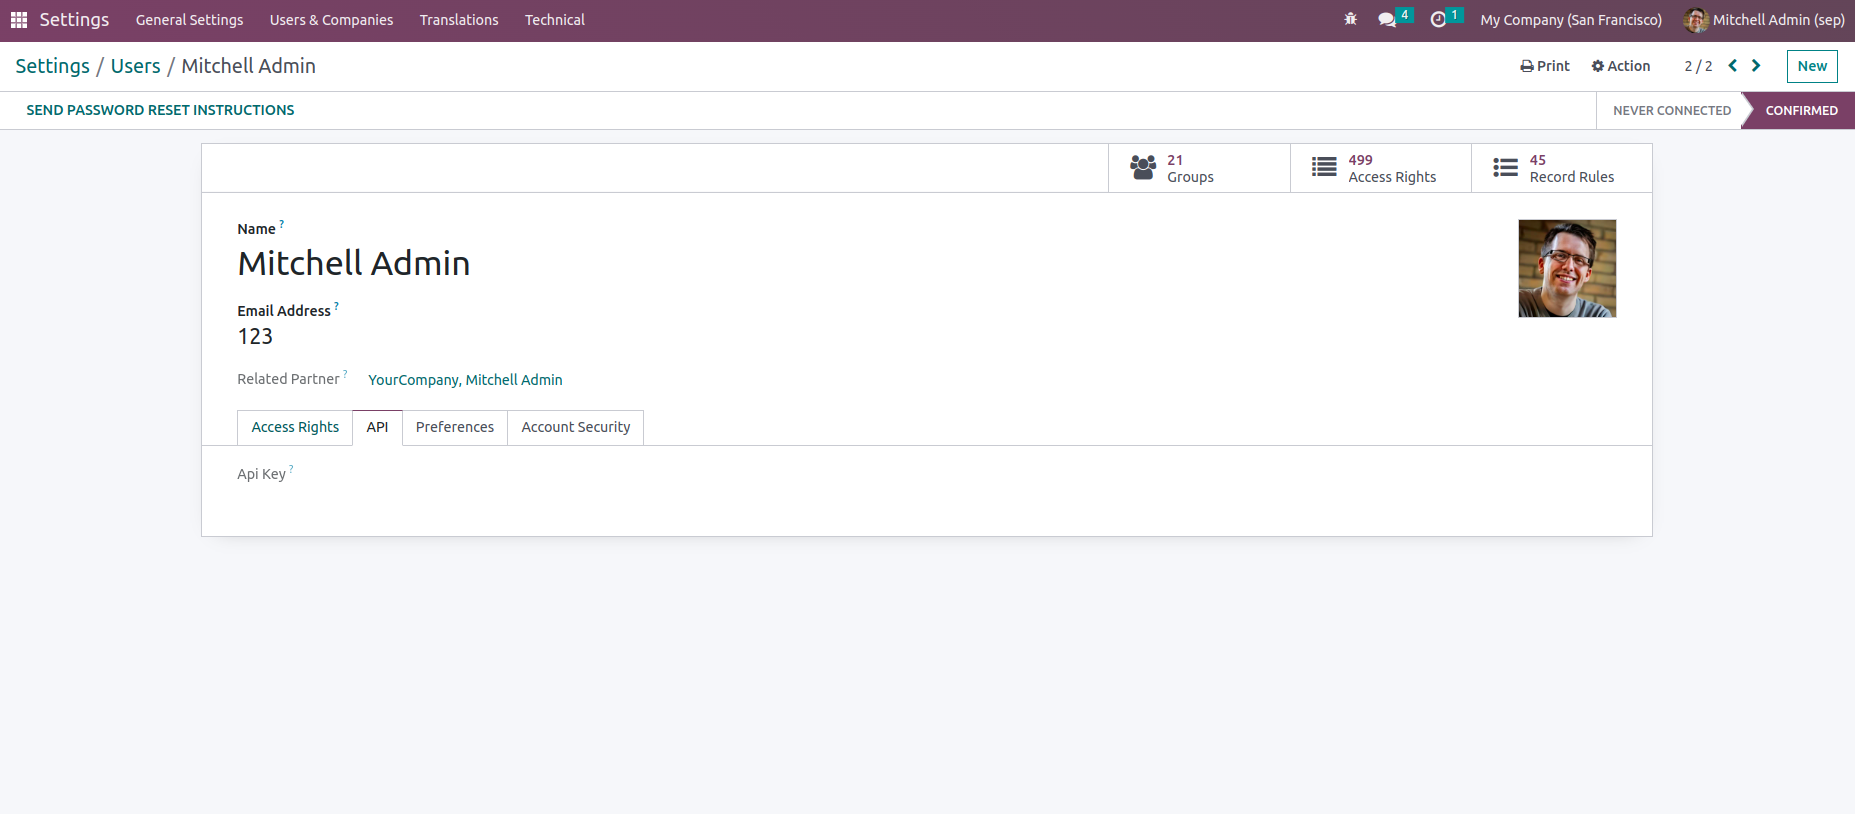 Settings General Settings Users & Companies Translations Technical 4 1 My Company (San Francisco) Mitchell Admin (sep)
Settings / Users / Mitchell Admin Print Action 2 / 2 New
SEND PASSWORD RESET INSTRUCTIONS NEVER CONNECTED CONFIRMED
21 499 45
Groups Access Rights Record Rules
Name ?
Mitchell Admin
Email Address ?
123
Related Partner ? YourCompany, Mitchell Admin
Access Rights API Preferences Account Security
Api Key ?